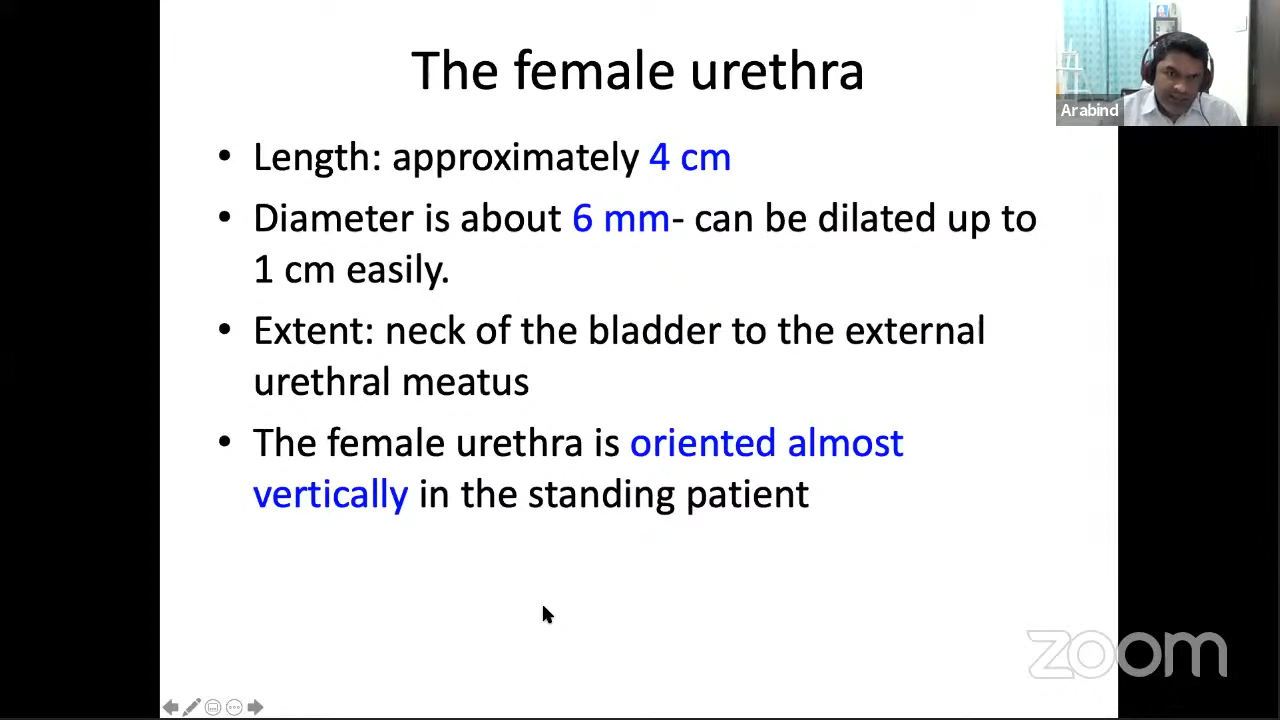 The female urethra
Arabind
• Length: approximately 4 cm
• Diameter is about 6 mm- can be dilated up to
1 cm easily.
• Extent: neck of the bladder to the external
urethral meatus
• The female urethra is oriented almost
vertically in the standing patient
zoom